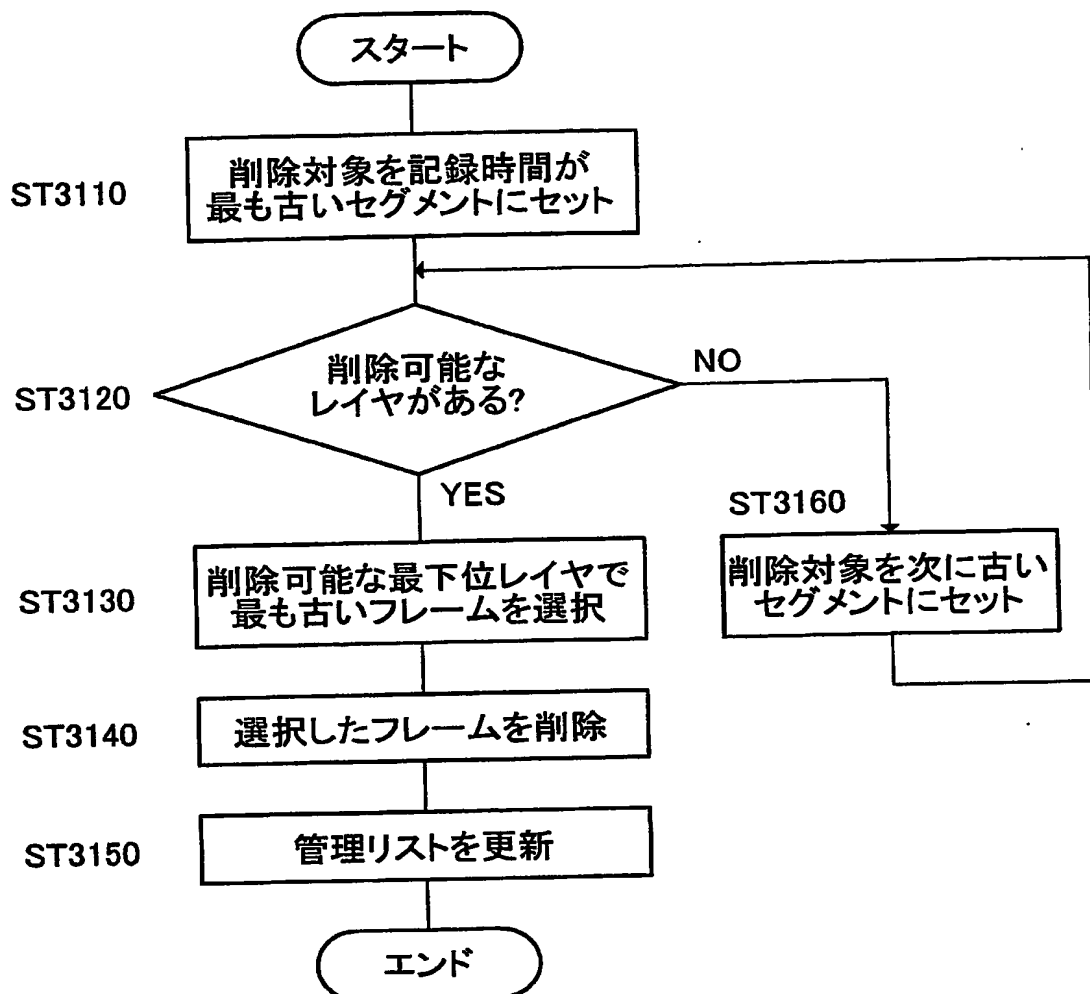 スタート
ST3110
削除対象を記録時間が
最も古いセグメントにセット
ST3120
削除可能な
レイヤがある?
NO
YES
ST3130
削除可能な最下位レイヤで
最も古いフレームを選択
ST3160
削除対象を次に古い
セグメントにセット
ST3140
選択したフレームを削除
ST3150
管理リストを更新
エンド